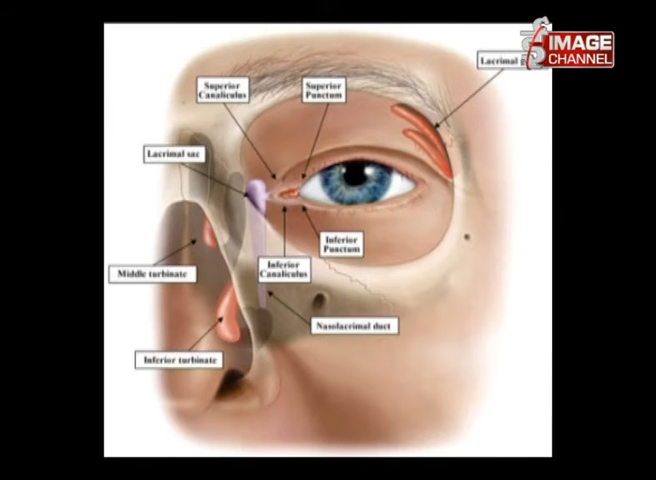 IMAGE
CHANNEL
Lacrimal
Superior
Canaliculus
Superior
Punctum
Lacrimal sac
Inferior
Punctum
Inferior
Canaliculus
Middle turbinate
Nasolacrimal duct
Inferior turbinate